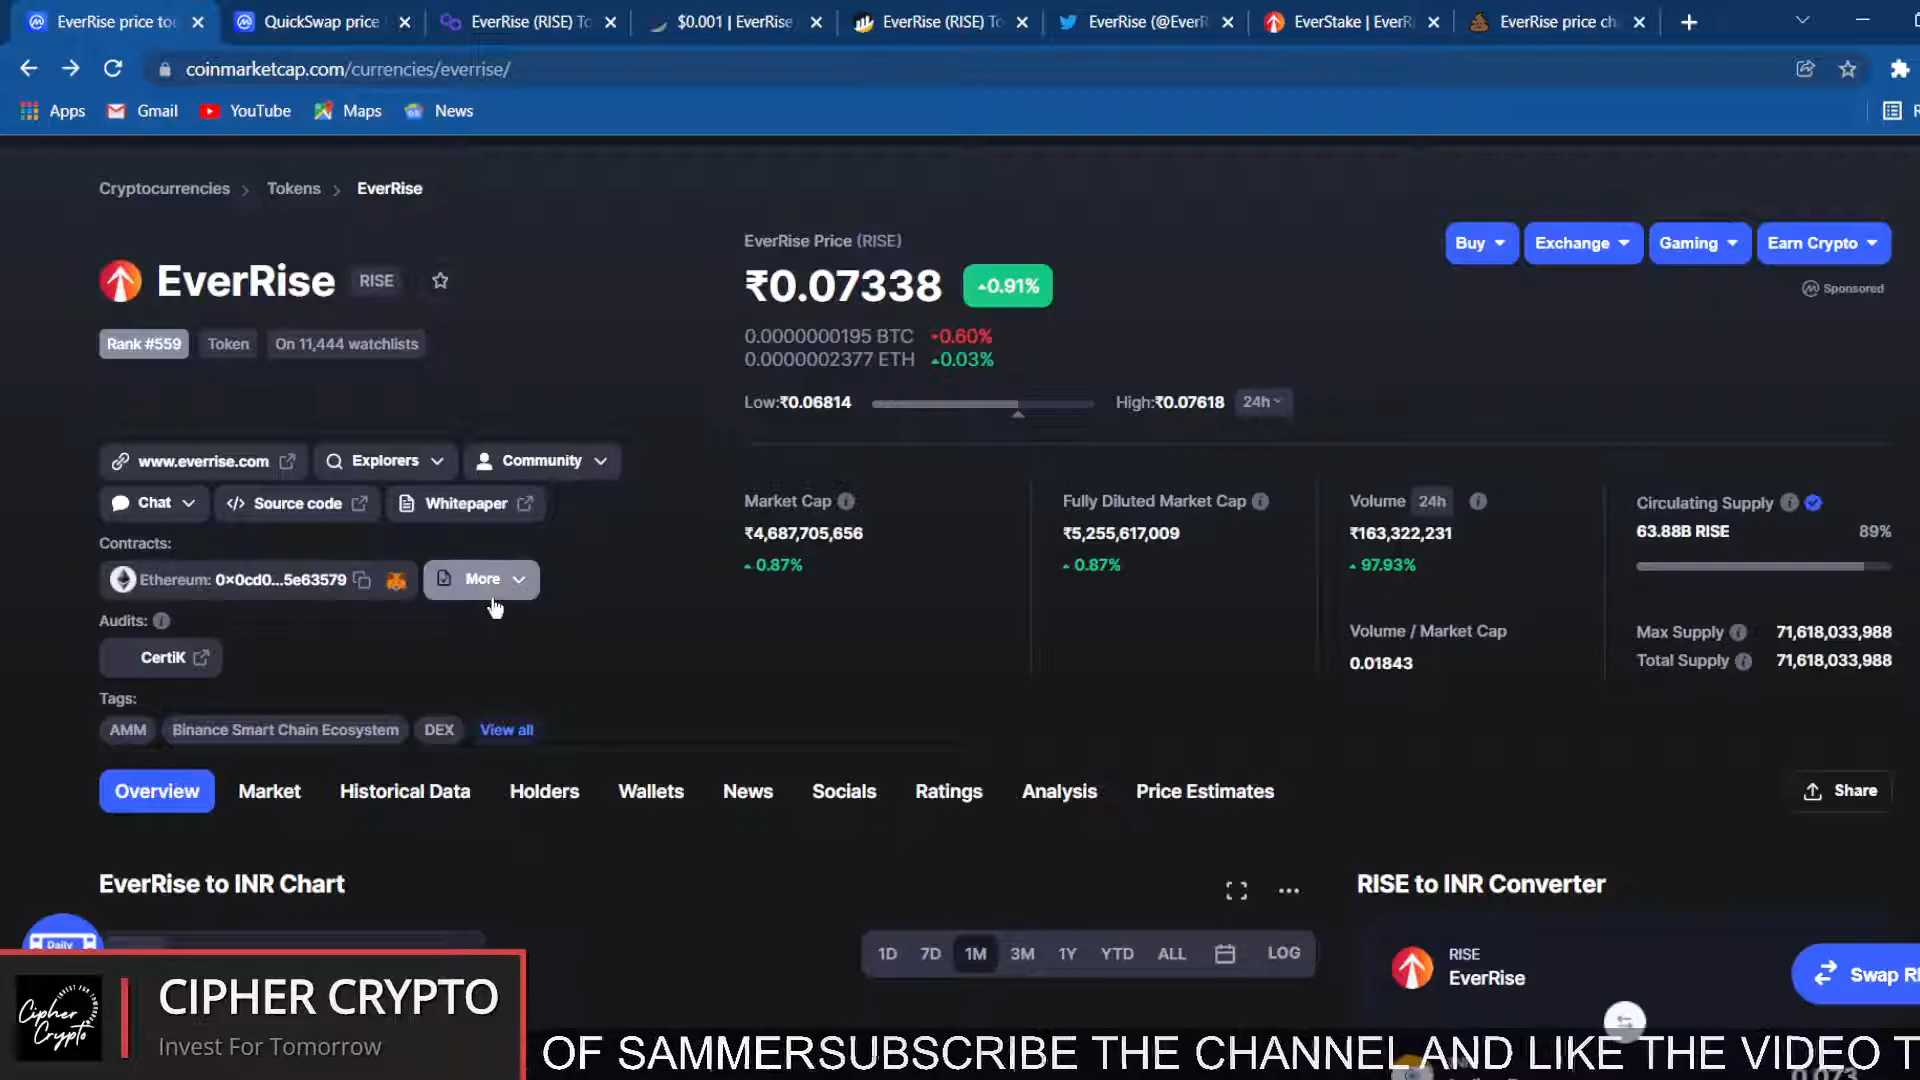 EverRise price to
QuickSwap price
EverRise (RISE) To
$0.001 | EverRise
EverRise (RISE) To
EverRise (@EverR
EverStake | EverRi
EverRise price ch
coinmarketcap.com/currencies/everrise/
Apps
Gmail
YouTube
Maps
News
Cryptocurrencies > Tokens > EverRise
EverRise RISE
Rank #559
Token
On 11,444 watchlists
EverRise Price (RISE)
₹0.07338 0.91%
0.0000000195 BTC 0.60%
0.0000002377 ETH 0.03%
Low:₹0.06814
High:₹0.07618 24h
Buy
Exchange
Gaming
Earn Crypto
Sponsored
www.everrise.com
Explorers
Community
Chat
Source code
Whitepaper
Contracts:
Ethereum: 0x0cd0...5e63579
More
Audits:
CertiK
Tags:
AMM
Binance Smart Chain Ecosystem
DEX
View all
Market Cap
₹4,687,705,656
0.87%
Fully Diluted Market Cap
₹5,255,617,009
0.87%
Volume 24h
₹163,322,231
97.93%
Volume / Market Cap
0.01843
Circulating Supply
63.88B RISE 89%
Max Supply 71,618,033,988
Total Supply 71,618,033,988
Overview
Market
Historical Data
Holders
Wallets
News
Socials
Ratings
Analysis
Price Estimates
Share
EverRise to INR Chart
1D 7D 1M 3M 1Y YTD ALL LOG
RISE to INR Converter
RISE
EverRise
Swap RI
Daily
Cipher Crypto
INVEST FOR TOMORROW
CIPHER CRYPTO
Invest For Tomorrow
OF SAMMERSUBSCRIBE THE CHANNEL AND LIKE THE VIDEO T